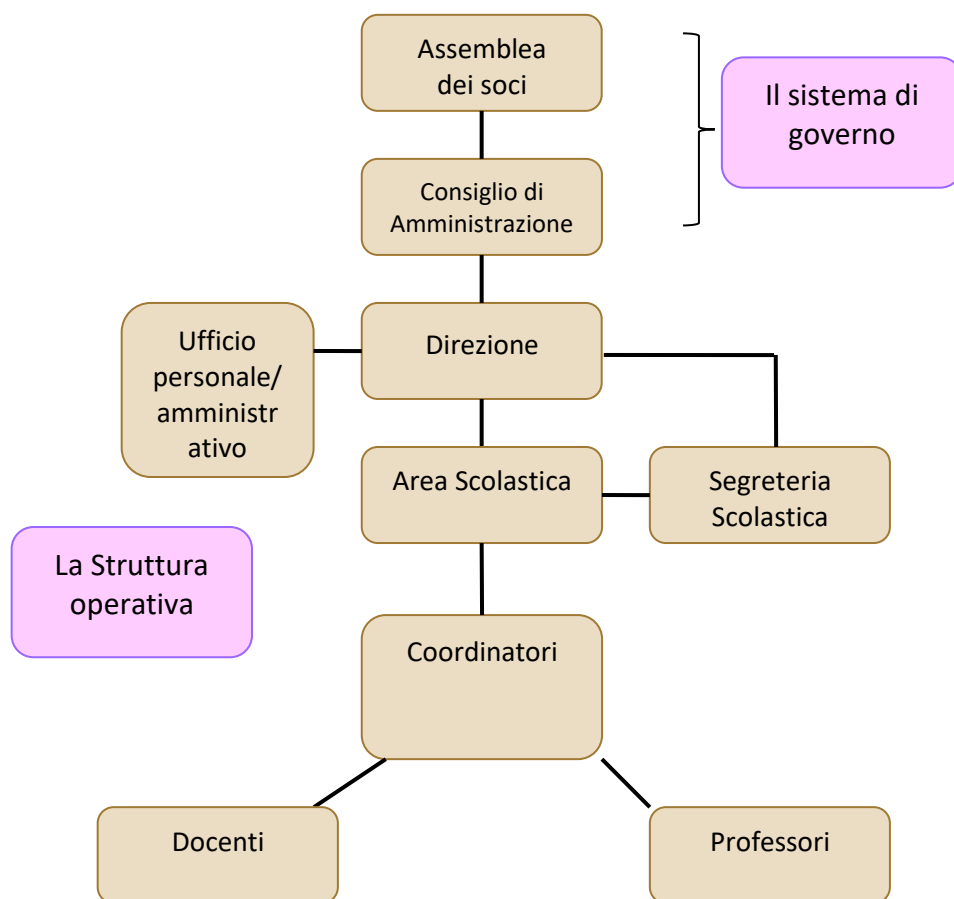 Assemblea
dei soci
Il sistema di
governo
Consiglio di
Amministrazione
Ufficio
personale/
amministr
ativo
Direzione
Area Scolastica
Segreteria
Scolastica
La Struttura
operativa
Coordinatori
Docenti
Professori